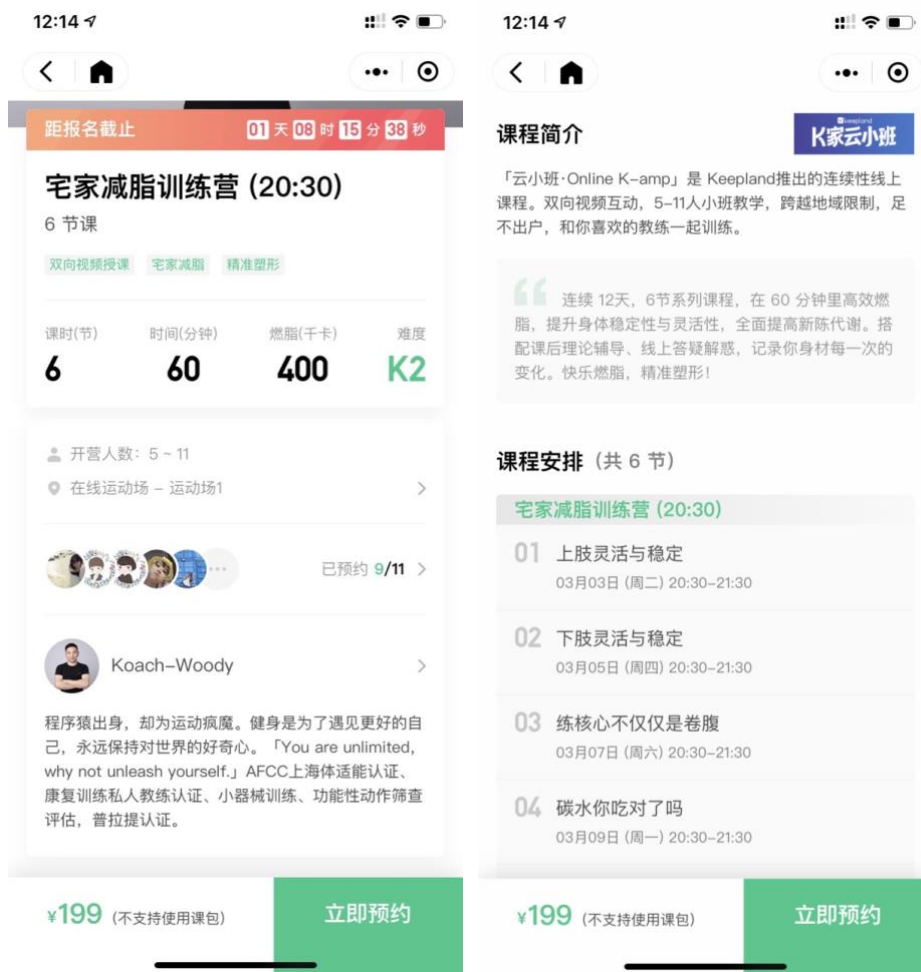 12:14
距报名截止 01 天 08 时 15 分 38 秒
宅家减脂训练营 (20:30)
6 节课
双向视频授课 宅家减脂 精准塑形
课时(节) 时间(分钟) 燃脂(千卡) 难度
6 60 400 K2
开营人数：5 ~ 11
在线运动场 – 运动场1
已预约 9/11
Koach–Woody
程序猿出身，却为运动疯魔。健身是为了遇见更好的自
己，永远保持对世界的好奇心。「You are unlimited,
why not unleash yourself.」AFCC上海体适能认证、
康复训练私人教练认证、小器械训练、功能性动作筛查
评估，普拉提认证。
¥199 (不支持使用课包) 立即预约
12:14
课程简介
keepland
K家云小班
「云小班·Online K–amp」是 Keepland推出的连续性线上
课程。双向视频互动，5–11人小班教学，跨越地域限制，足
不出户，和你喜欢的教练一起训练。
连续 12天，6节系列课程，在 60 分钟里高效燃
脂，提升身体稳定性与灵活性，全面提高新陈代谢。搭
配课后理论辅导、线上答疑解惑，记录你身材每一次的
变化。快乐燃脂，精准塑形！
课程安排（共 6 节）
宅家减脂训练营 (20:30)
01 上肢灵活与稳定
03月03日 (周二) 20:30–21:30
02 下肢灵活与稳定
03月05日 (周四) 20:30–21:30
03 练核心不仅仅是卷腹
03月07日 (周六) 20:30–21:30
04 碳水你吃对了吗
03月09日 (周一) 20:30–21:30
¥199 (不支持使用课包) 立即预约